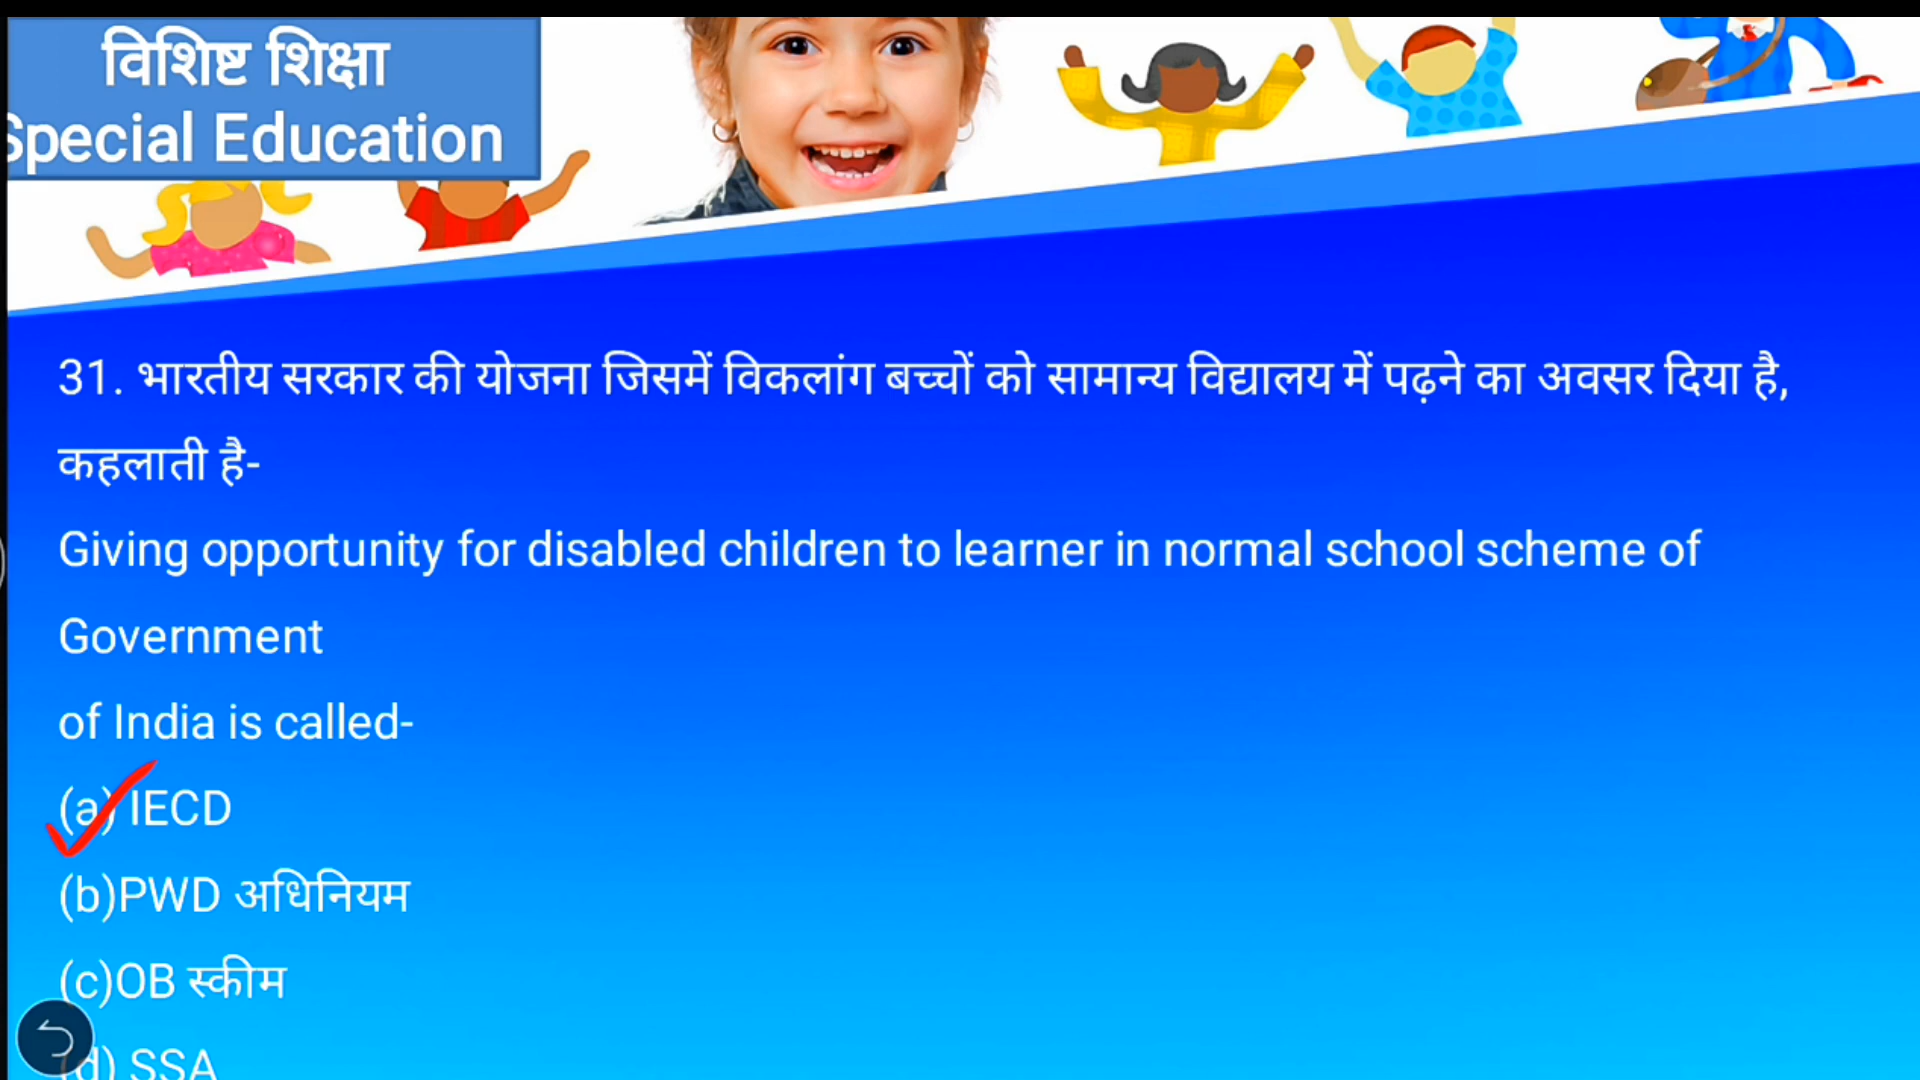 विशिष्ट शिक्षा
Special Education
31. भारतीय सरकार की योजना जिसमें विकलांग बच्चों को सामान्य विद्यालय में पढ़ने का अवसर दिया है,
कहलाती है-
Giving opportunity for disabled children to learner in normal school scheme of
Government
of India is called-
(a) IECD
(b)PWD अधिनियम
(c)OB स्कीम
(d) SSA